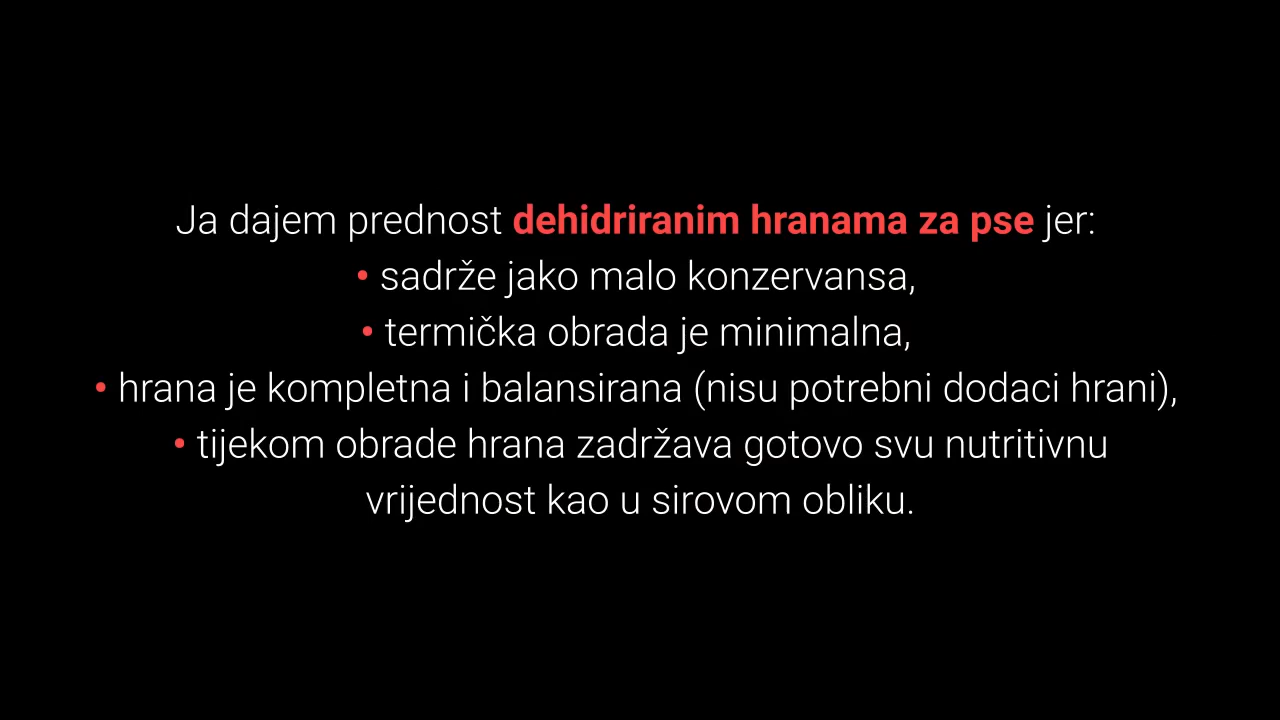 Ja dajem prednost dehidriranim hranama za pse jer:
• sadrže jako malo konzervansa,
• termička obrada je minimalna,
• hrana je kompletna i balansirana (nisu potrebni dodaci hrani),
• tijekom obrade hrana zadržava gotovo svu nutritivnu
vrijednost kao u sirovom obliku.